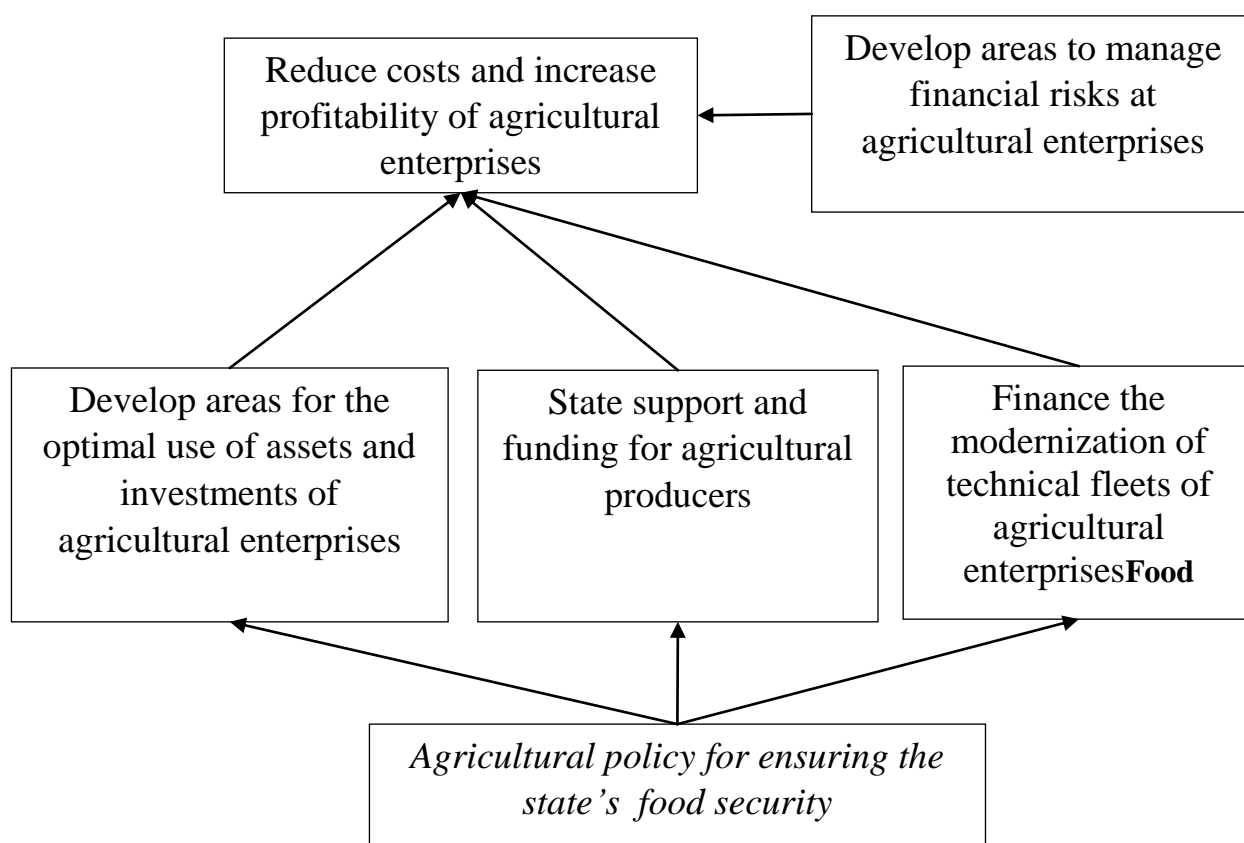 Reduce costs and increase
profitability of agricultural
enterprises
Develop areas to manage
financial risks at
agricultural enterprises
Develop areas for the
optimal use of assets and
investments of
agricultural enterprises
State support and
funding for agricultural
producers
Finance the
modernization of
technical fleets of
agricultural
enterprisesFood
Agricultural policy for ensuring the
state’s  food security